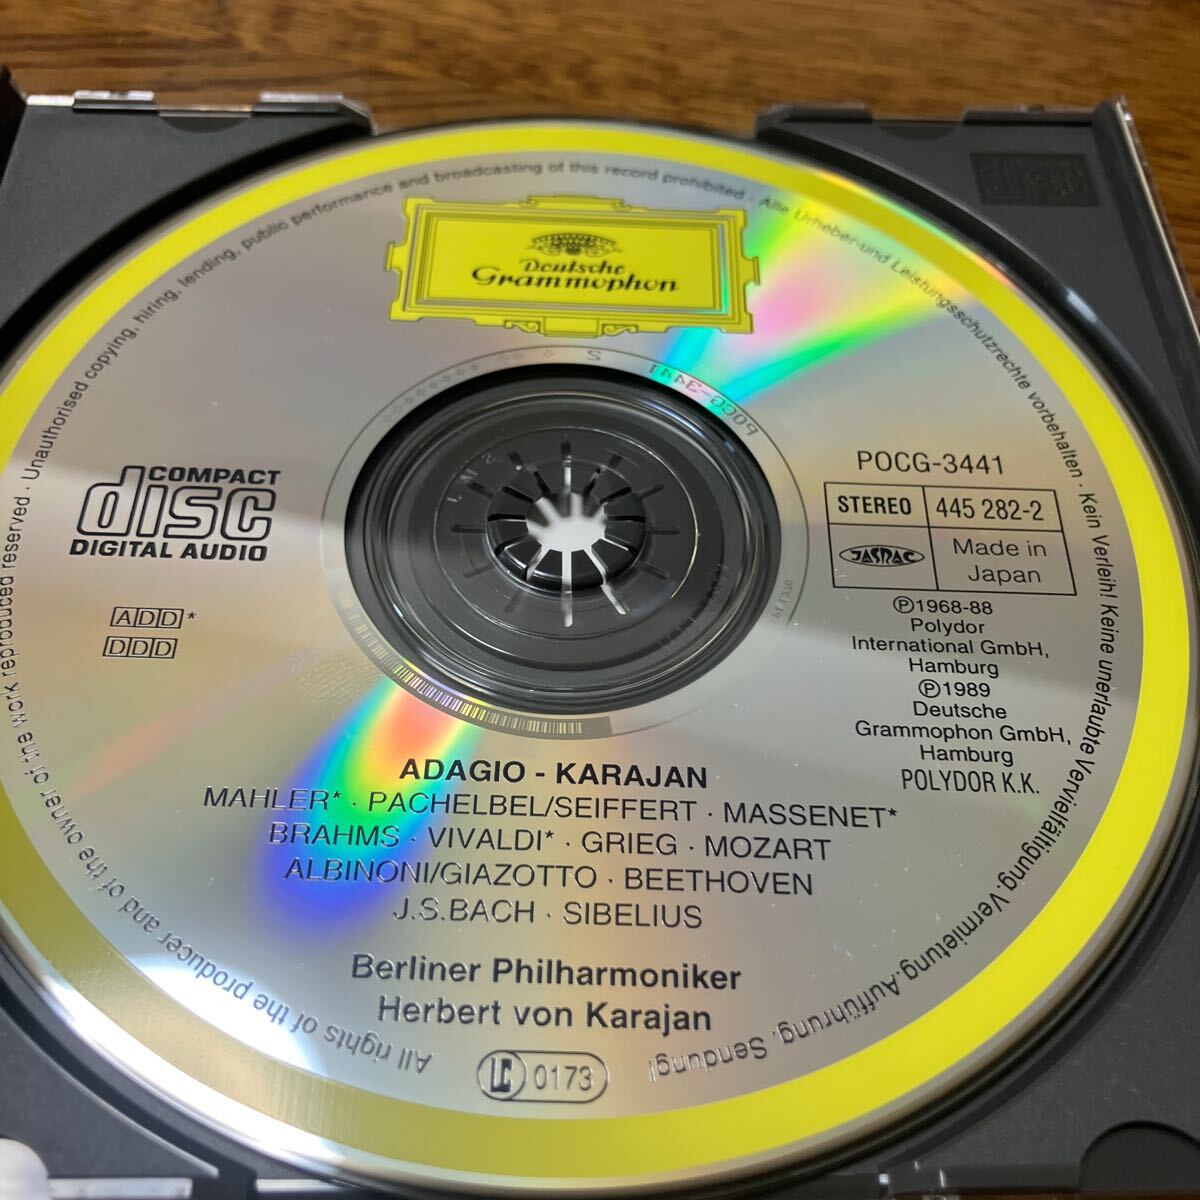 Deutsche
Grammophon
All rights of the producer and of the owner of the work reproduced reserved · Unauthorised copying, hiring, lending, public performance and broadcasting of this record prohibited · Alle Urheber-und Leistungsschutzrechte vorbehalten · Kein Verleih! Keine unerlaubte Vervielfältigung, Vermietung, Aufführung, Sendung!
POCG-3441 2
COMPACT
disc
DIGITAL AUDIO
ADD*
DDD
POCG-3441
STEREO 445 282-2
JASRAC Made in
Japan
℗1968-88
Polydor
International GmbH,
Hamburg
℗1989
Deutsche
Grammophon GmbH,
Hamburg
POLYDOR K.K.
ADAGIO - KARAJAN
MAHLER* · PACHELBEL/SEIFFERT · MASSENET*
BRAHMS · VIVALDI* · GRIEG · MOZART
ALBINONI/GIAZOTTO · BEETHOVEN
J.S.BACH · SIBELIUS
Berliner Philharmoniker
Herbert von Karajan
LC 0173